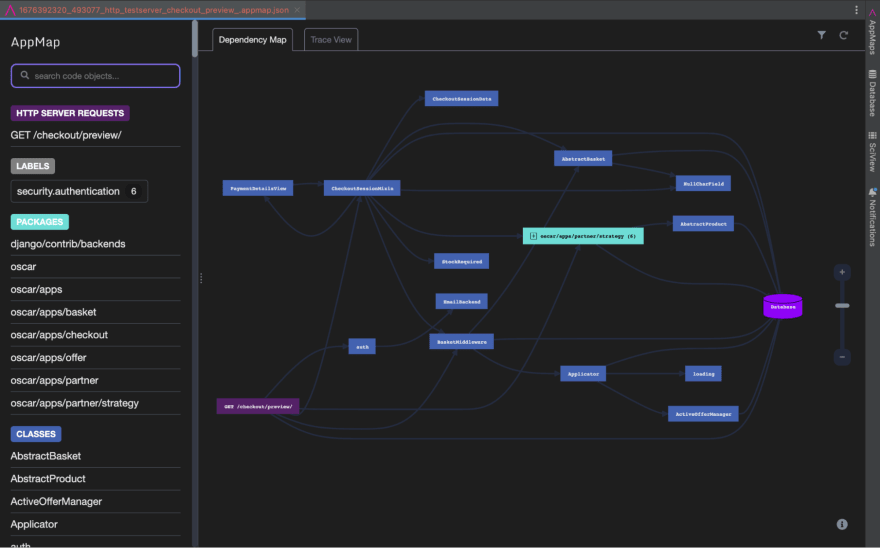 1676392320_493077_http_testserver_checkout_preview_.appmap.json ×
AppMap
search code objects...
HTTP SERVER REQUESTS
GET /checkout/preview/
LABELS
security.authentication 6
PACKAGES
django/contrib/backends
oscar
oscar/apps
oscar/apps/basket
oscar/apps/checkout
oscar/apps/offer
oscar/apps/partner
oscar/apps/partner/strategy
CLASSES
AbstractBasket
AbstractProduct
ActiveOfferManager
Applicator
auth
Dependency Map
Trace View
CheckoutSessionData
AbstractBasket
PaymentDetailsView
CheckoutSessionMixin
NullCharField
AbstractProduct
oscar/apps/partner/strategy (6)
StockRequired
EmailBackend
Database
BasketMiddleware
auth
Applicator
loading
GET /checkout/preview/
ActiveOfferManager
+
−
AppMaps
Database
SciView
Notifications